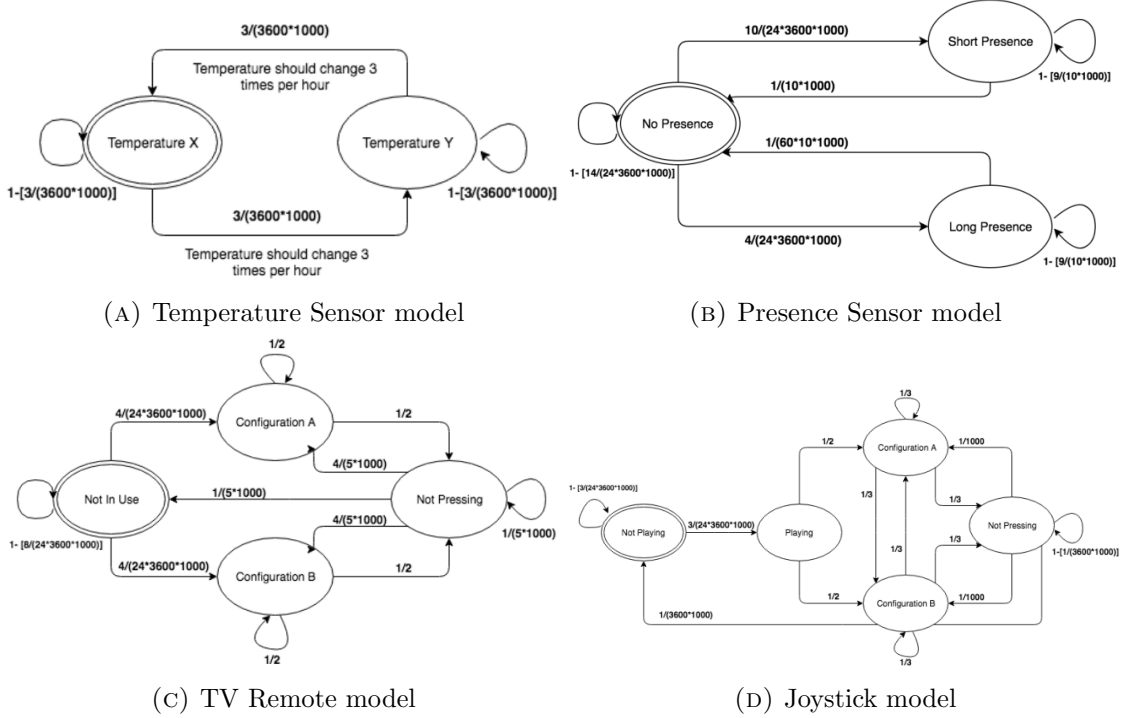 3/(3600*1000)
Temperature should change 3
times per hour
Temperature X
Temperature Y
1-[3/(3600*1000)]
1-[3/(3600*1000)]
3/(3600*1000)
Temperature should change 3
times per hour
(A) Temperature Sensor model
10/(24*3600*1000)
Short Presence
1- [9/(10*1000)]
1/(10*1000)
No Presence
1/(60*10*1000)
1- [14/(24*3600*1000)]
Long Presence
4/(24*3600*1000)
1- [9/(10*1000)]
(B) Presence Sensor model
1/2
4/(24*3600*1000)
Configuration A
1/2
4/(5*1000)
Not In Use
1/(5*1000)
Not Pressing
4/(5*1000)
1/(5*1000)
1- [8/(24*3600*1000)]
4/(24*3600*1000)
Configuration B
1/2
1/2
(C) TV Remote model
1/3
1/2
Configuration A
1/1000
1- [3/(24*3600*1000)]
1/3
1/3
Not Playing
3/(24*3600*1000)
Playing
Not Pressing
1/3
1/3
1-[1/(3600*1000)]
1/2
Configuration B
1/1000
1/(3600*1000)
1/3
(D) Joystick model